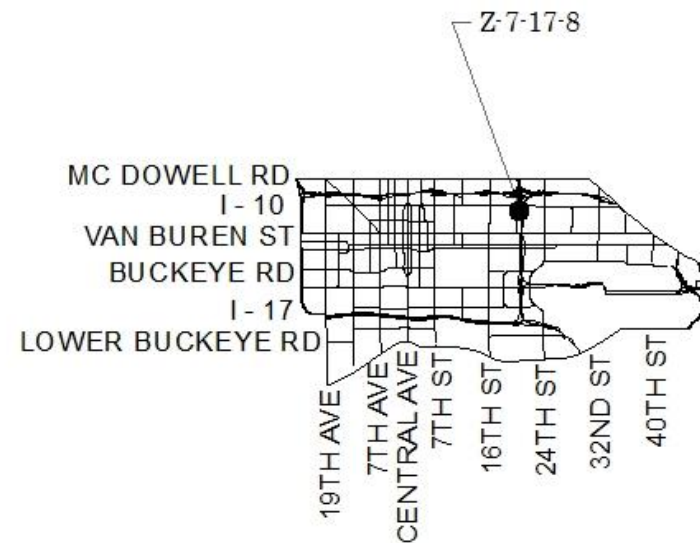 Z-7-17-8
MC DOWELL RD
I - 10
VAN BUREN ST
BUCKEYE RD
I - 17
LOWER BUCKEYE RD
19TH AVE
7TH AVE
CENTRAL AVE
7TH ST
16TH ST
24TH ST
32ND ST
40TH ST